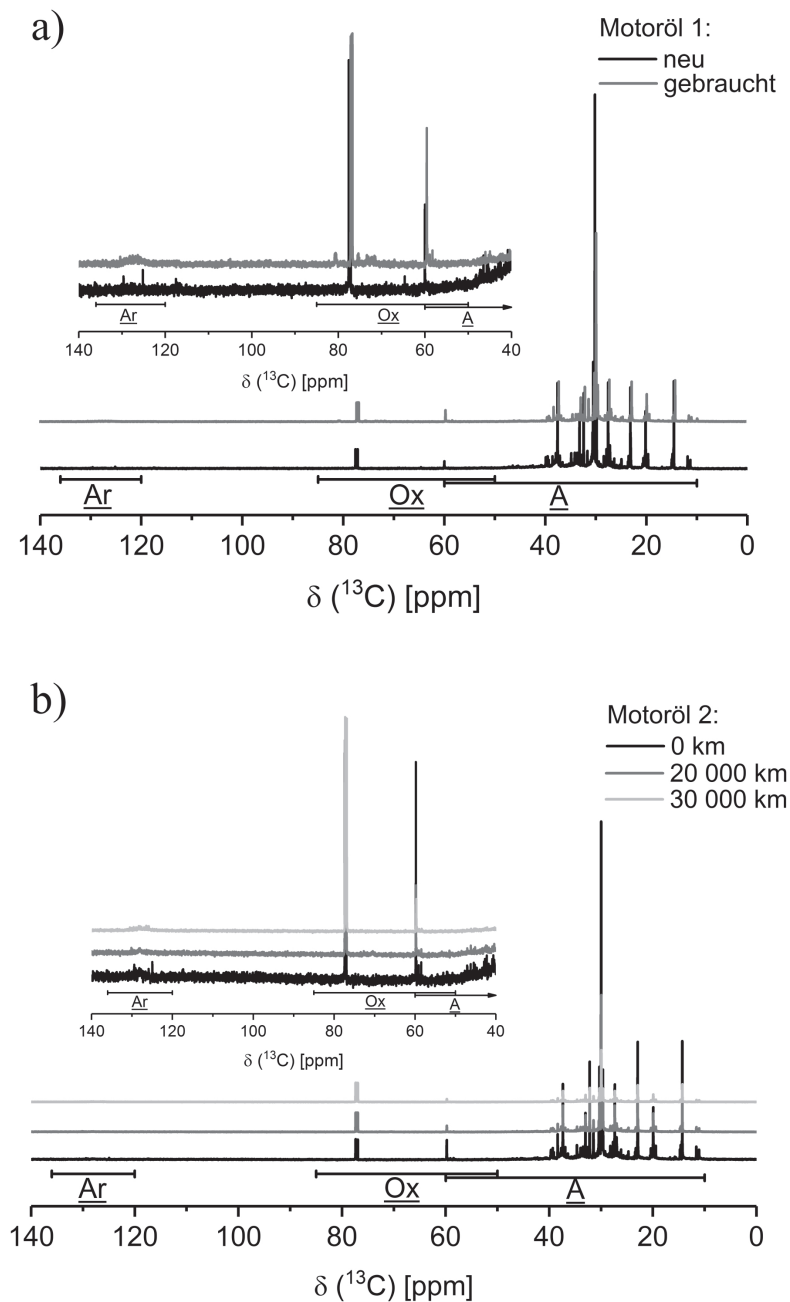 a)
Motoröl 1:
neu
gebraucht
Ar
Ox
A
140 120 100 80 60 40
δ (¹³C) [ppm]
Ar
Ox
A
140 120 100 80 60 40 20 0
δ (¹³C) [ppm]
b)
Motoröl 2:
0 km
20 000 km
30 000 km
Ar
Ox
A
140 120 100 80 60 40
δ (¹³C) [ppm]
Ar
Ox
A
140 120 100 80 60 40 20 0
δ (¹³C) [ppm]